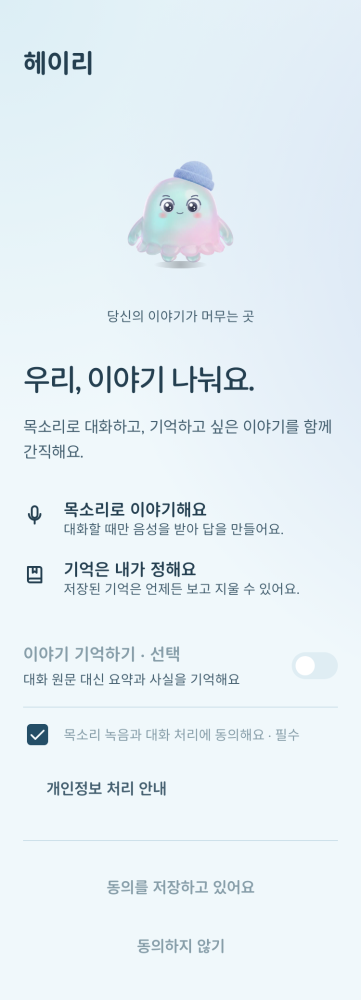 헤이리
당신의 이야기가 머무는 곳
우리, 이야기 나눠요.
목소리로 대화하고, 기억하고 싶은 이야기를 함께
간직해요.
목소리로 이야기해요
대화할 때만 음성을 받아 답을 만들어요.
기억은 내가 정해요
저장된 기억은 언제든 보고 지울 수 있어요.
이야기 기억하기 · 선택
대화 원문 대신 요약과 사실을 기억해요
목소리 녹음과 대화 처리에 동의해요 · 필수
개인정보 처리 안내
동의를 저장하고 있어요
동의하지 않기